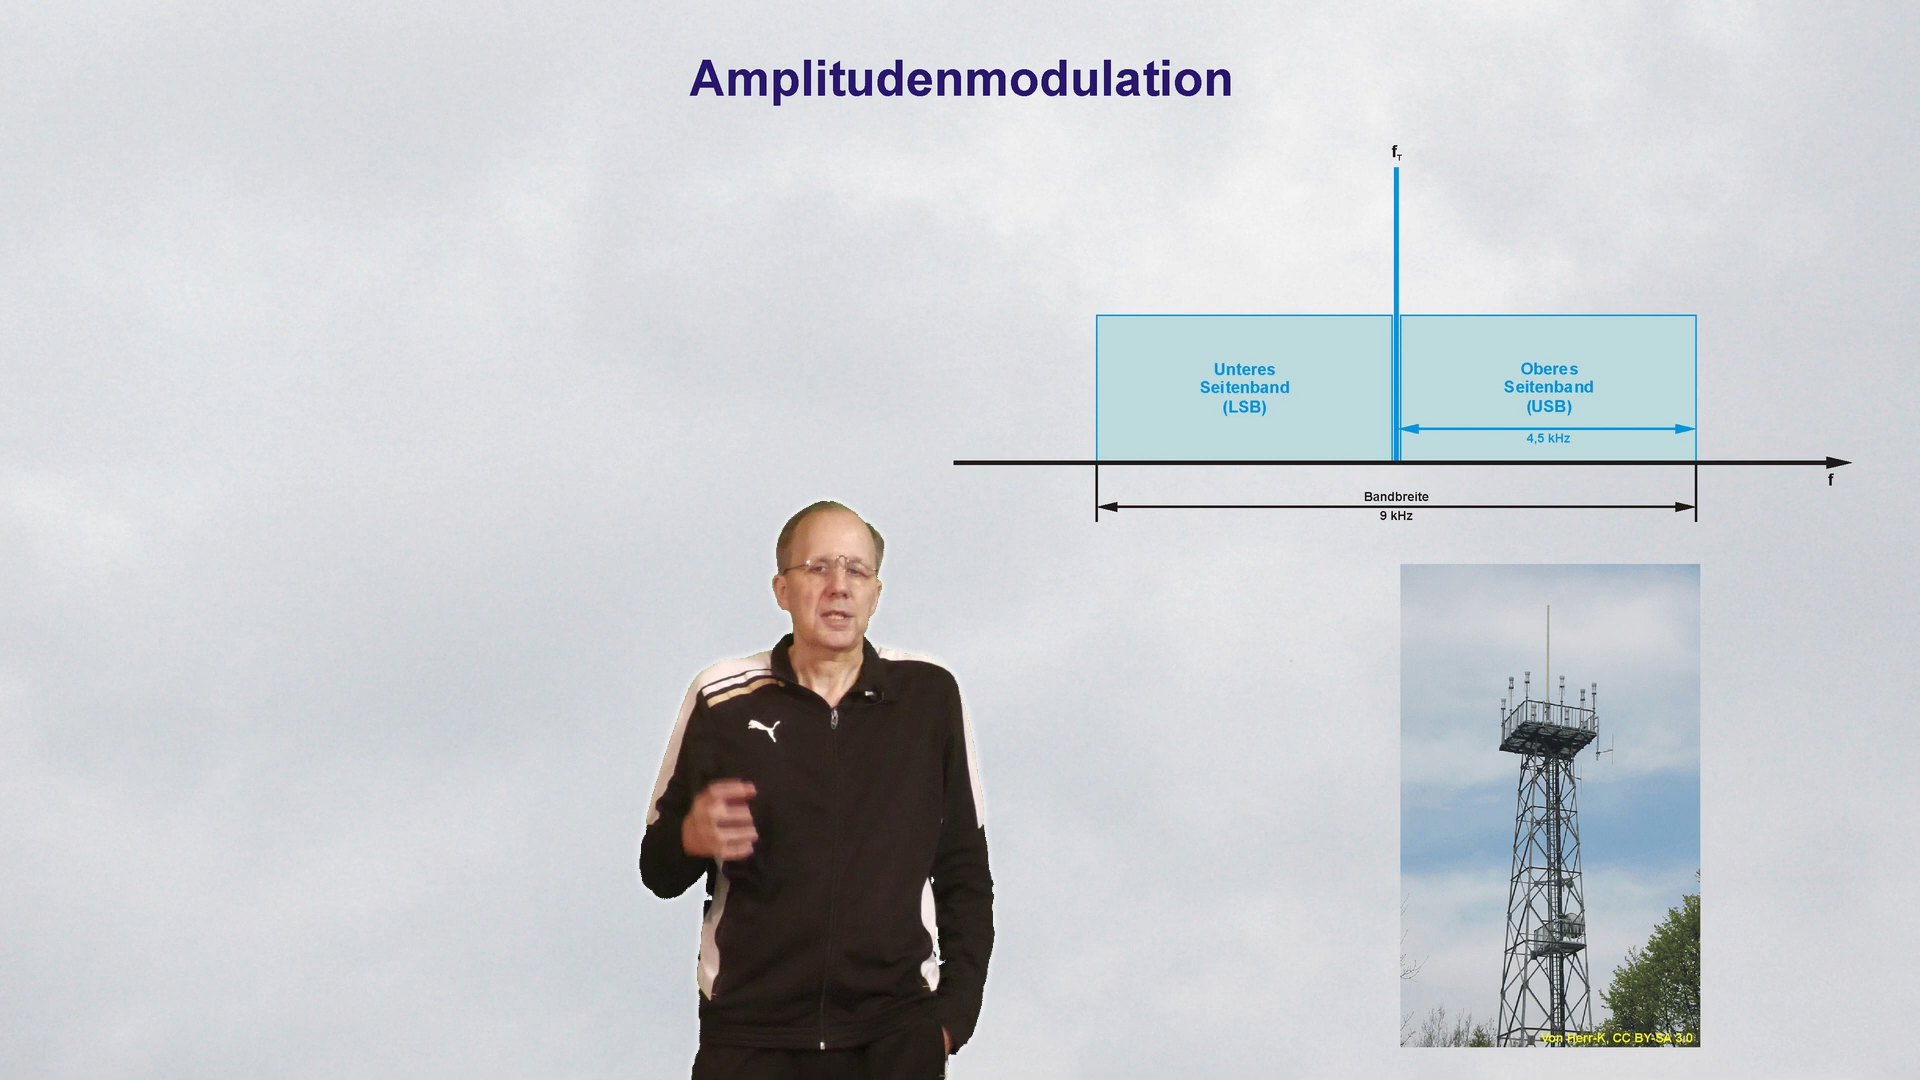 Amplitudenmodulation
fT
Unteres
Seitenband
(LSB)
Oberes
Seitenband
(USB)
4,5 kHz
f
Bandbreite
9 kHz
Von Herr-K, CC BY-SA 3.0